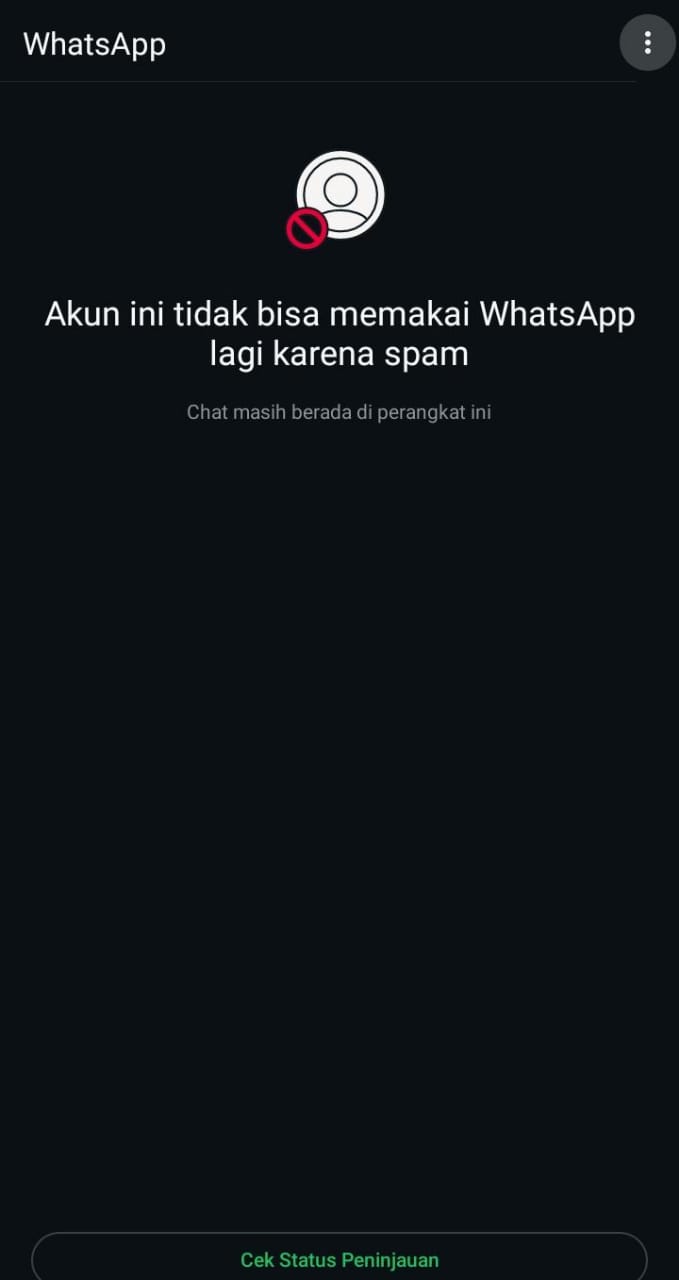 WhatsApp
Akun ini tidak bisa memakai WhatsApp
lagi karena spam
Chat masih berada di perangkat ini
Cek Status Peninjauan